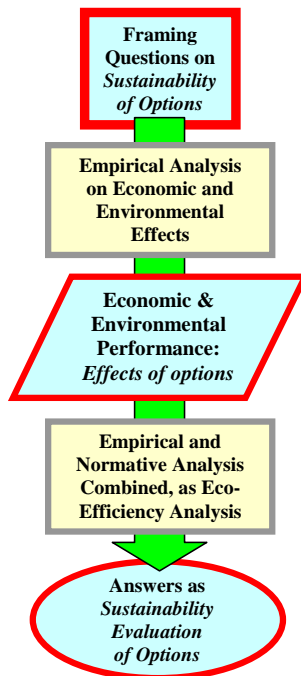 Framing
Questions on
Sustainability
of Options
Empirical Analysis
on Economic and
Environmental
Effects
Economic &
Environmental
Performance:
Effects of options
Empirical and
Normative Analysis
Combined, as Eco-
Efficiency Analysis
Answers as
Sustainability
Evaluation
of Options